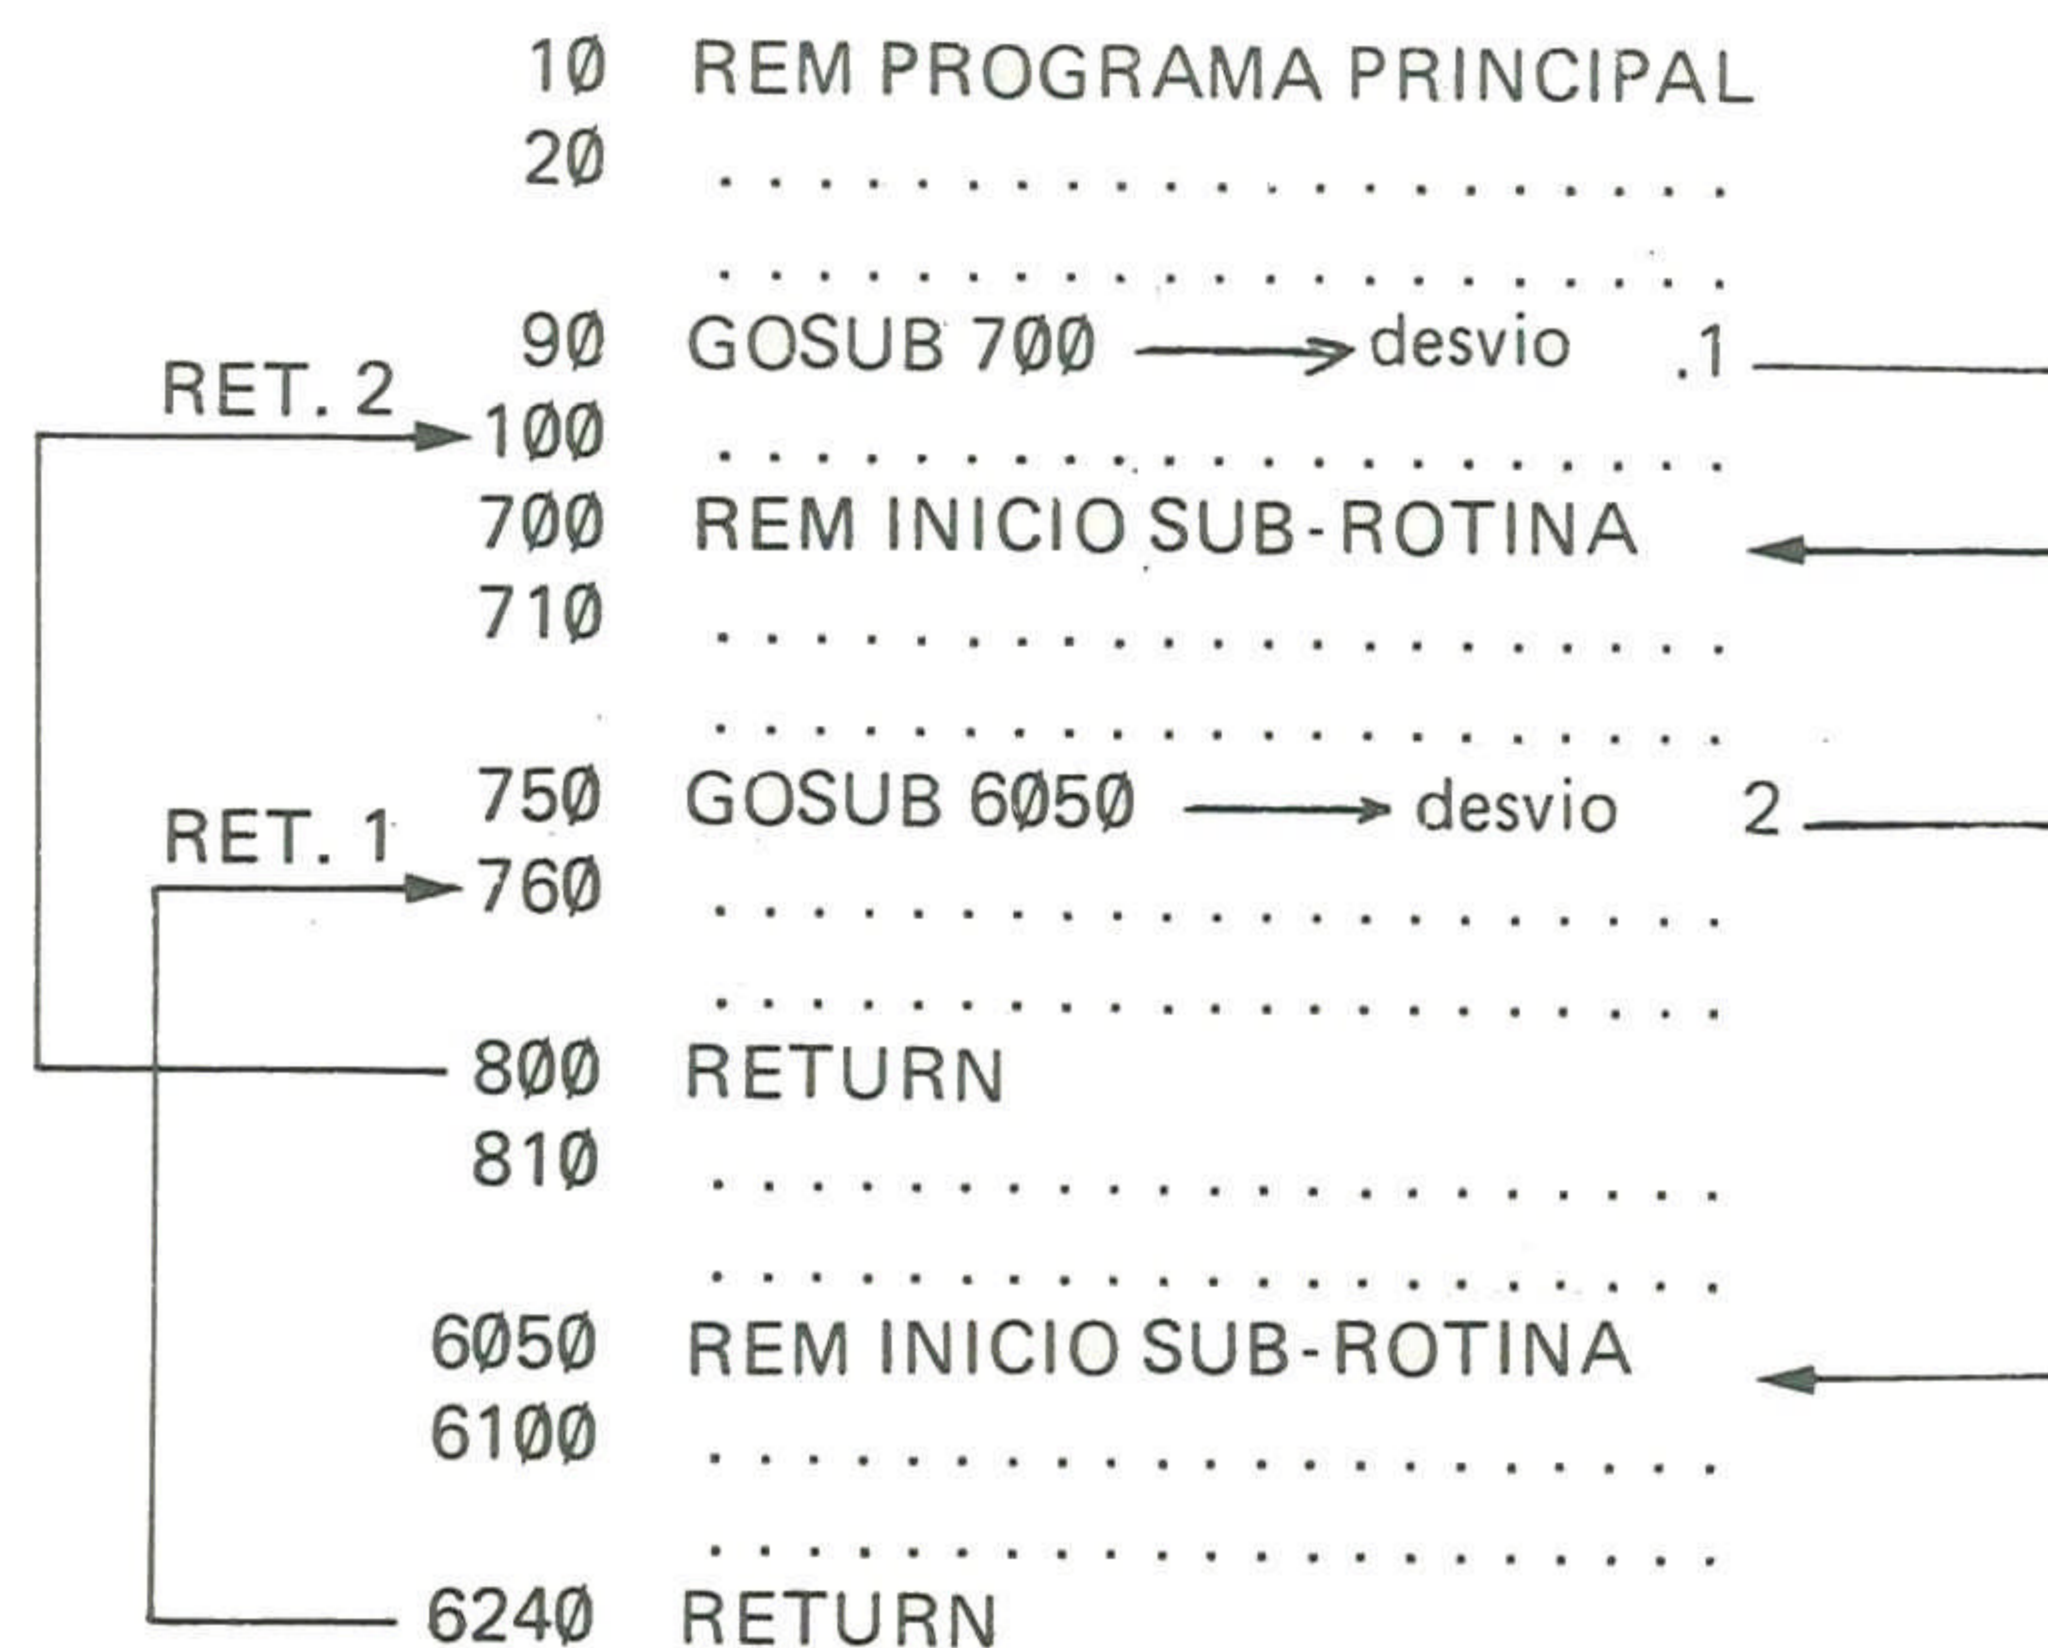 10 REM PROGRAMA PRINCIPAL
20 . . . . . . . . . . . . . . . . . . . . .
. . . . . . . . . . . . . . . . . . . . .
90 GOSUB 700 → desvio .1
RET. 2
100 . . . . . . . . . . . . . . . . . . . . .
700 REM INICIO SUB-ROTINA
710 . . . . . . . . . . . . . . . . . . . . .
. . . . . . . . . . . . . . . . . . . . .
750 GOSUB 6050 → desvio 2
RET. 1
760 . . . . . . . . . . . . . . . . . . . . .
. . . . . . . . . . . . . . . . . . . . .
800 RETURN
810 . . . . . . . . . . . . . . . . . . . . .
. . . . . . . . . . . . . . . . . . . . .
6050 REM INICIO SUB-ROTINA
6100 . . . . . . . . . . . . . . . . . . . . .
. . . . . . . . . . . . . . . . . . . . .
6240 RETURN